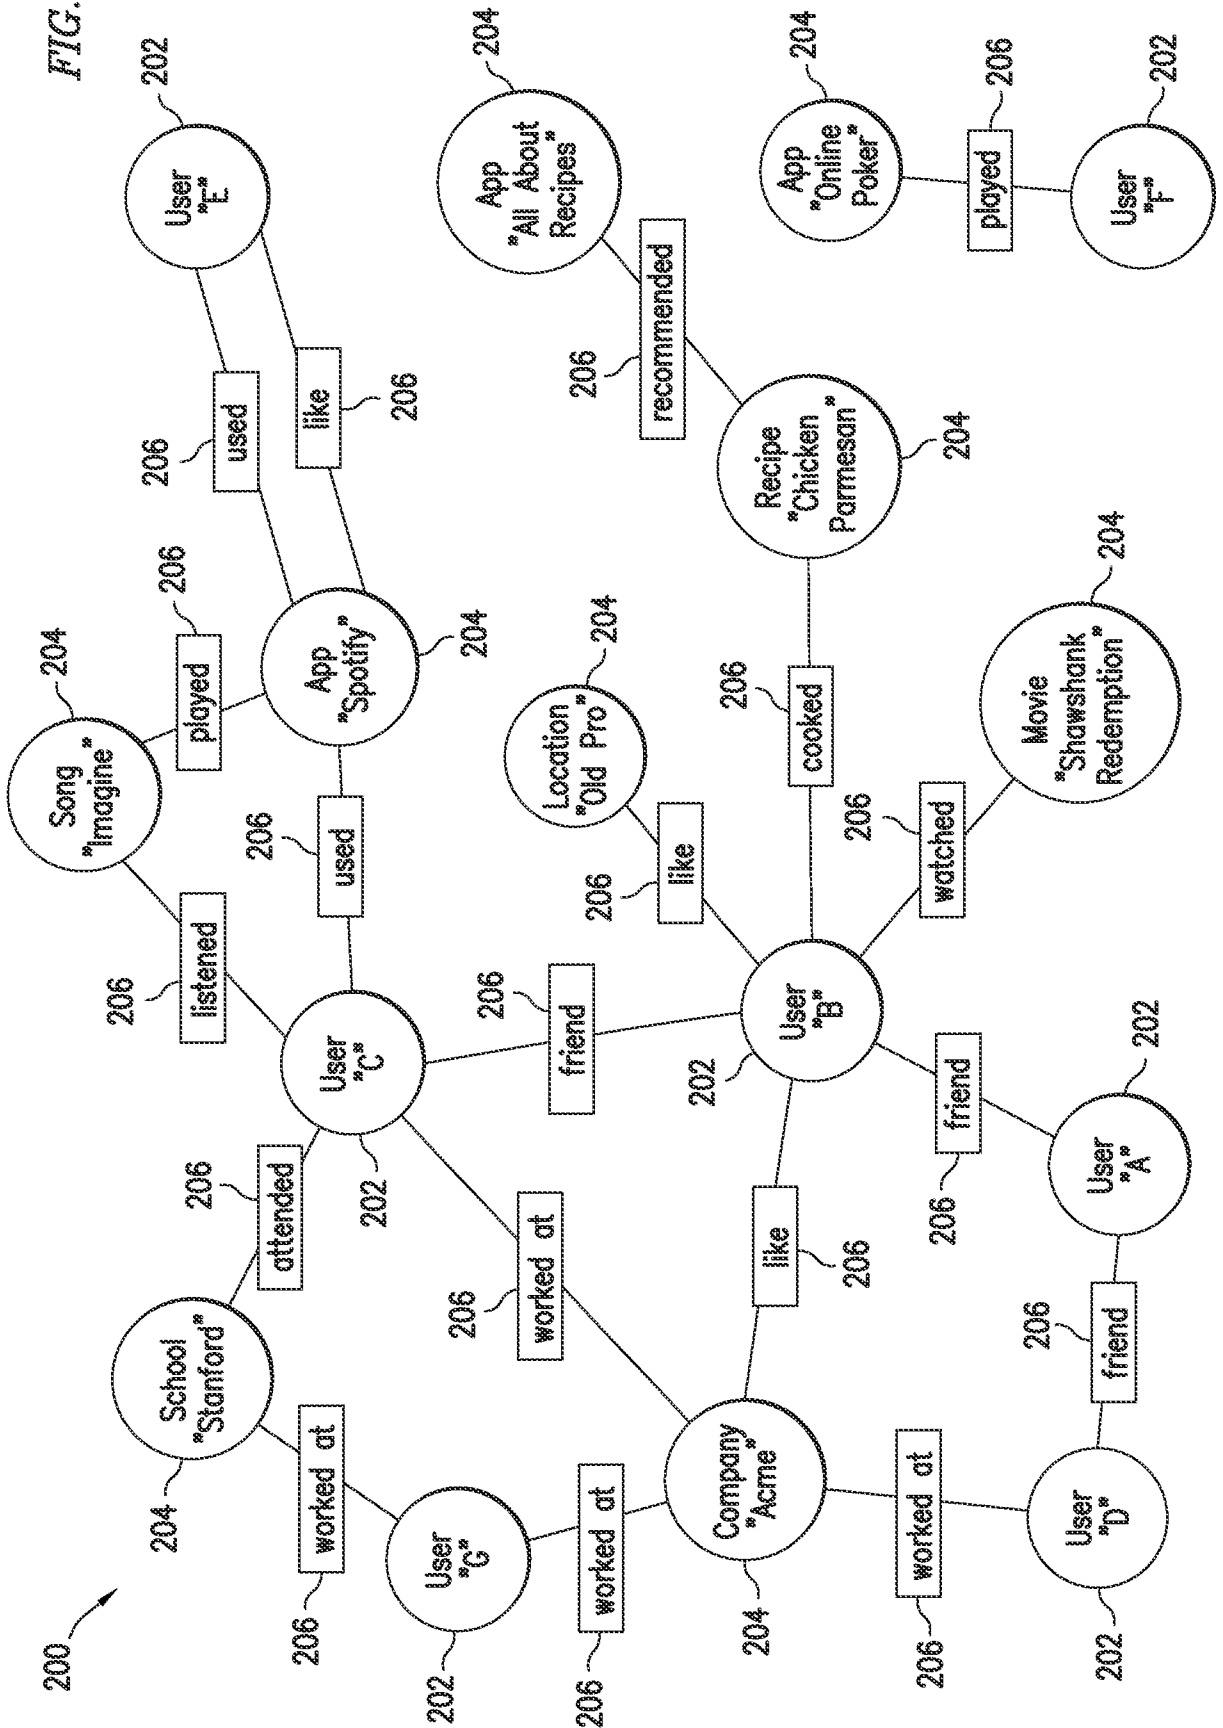 FIG.
200
204
School
"Stanford"
206
attended
206
listened
Song
"Imagine"
204
206
played
206
used
User
"E"
202
206
worked at
202
User
"G"
User
"C"
202
206
used
App
"Spotify"
204
like
206
206
worked at
206
worked at
206
friend
206
like
Location
"Old Pro"
204
206
recommended
App
"All About
Recipes"
204
204
Company
"Acme"
like
206
202
User
"B"
206
cooked
Recipe
"Chicken
Parmesan"
204
App
"Online
Poker"
204
206
worked at
206
friend
206
watched
played
206
202
User
"D"
206
friend
User
"A"
202
Movie
"Shawshank
Redemption"
204
User
"F"
202